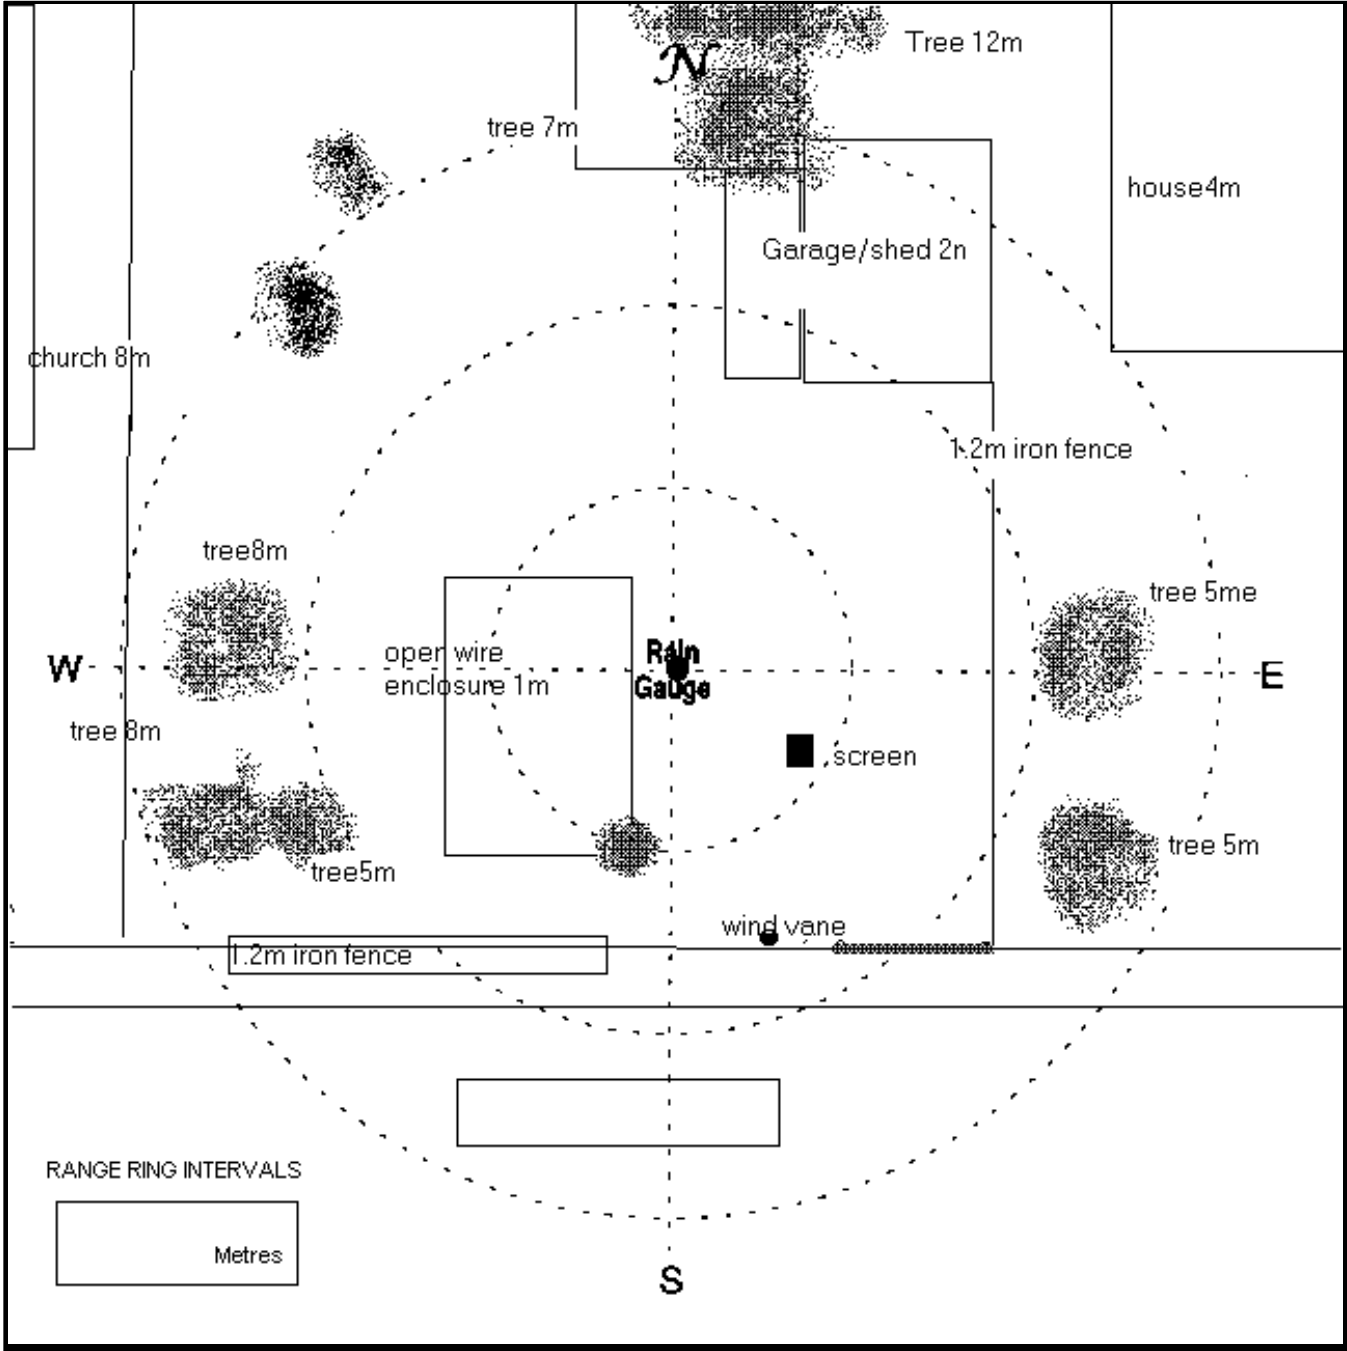 Tree 12m
N
tree 7m
house4m
Garage/shed 2n
church 8m
1.2m iron fence
tree8m
tree 5me
open wire
enclosure 1m
Rain
Gauge
W
E
tree 8m
screen
tree 5m
tree5m
wind vane
1.2m iron fence
RANGE RING INTERVALS
Metres
S